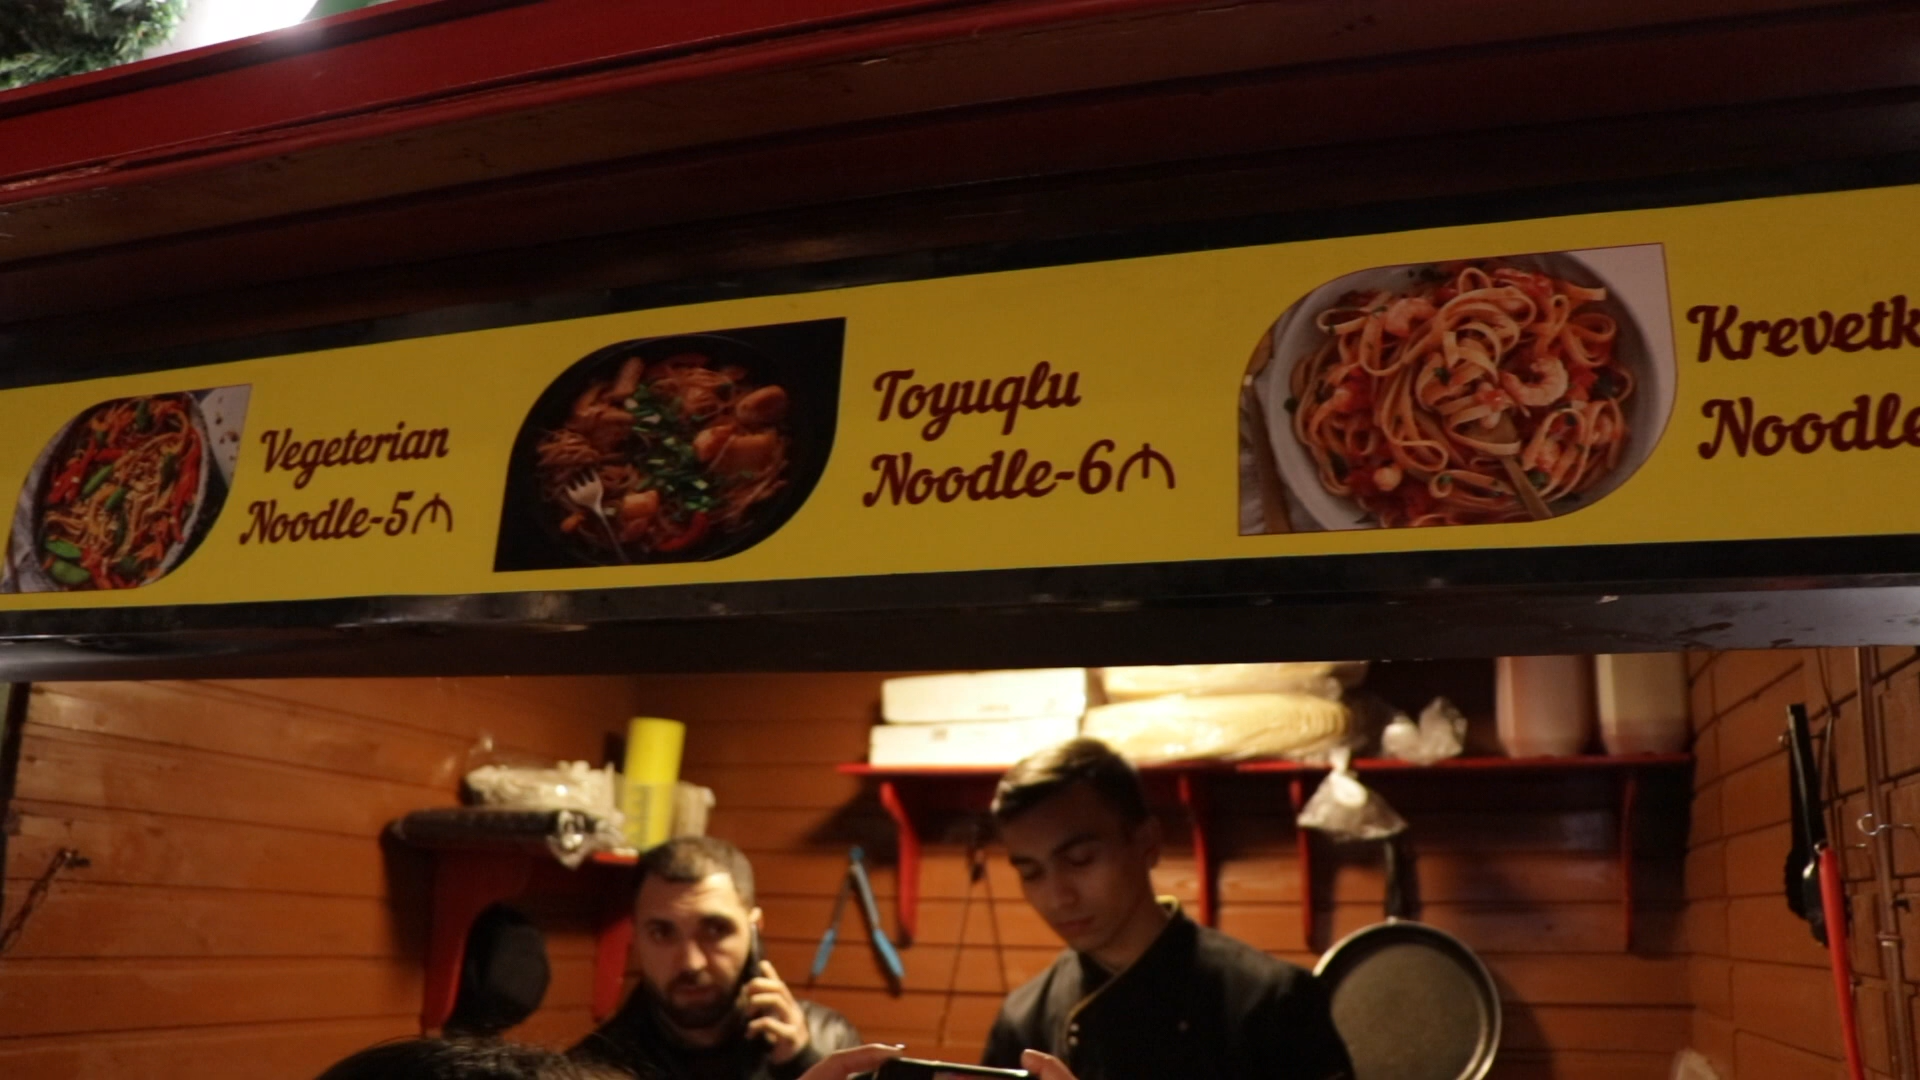 Vegeterian
Noodle-5₼
Toyuqlu
Noodle-6₼
Krevetk
Noodle